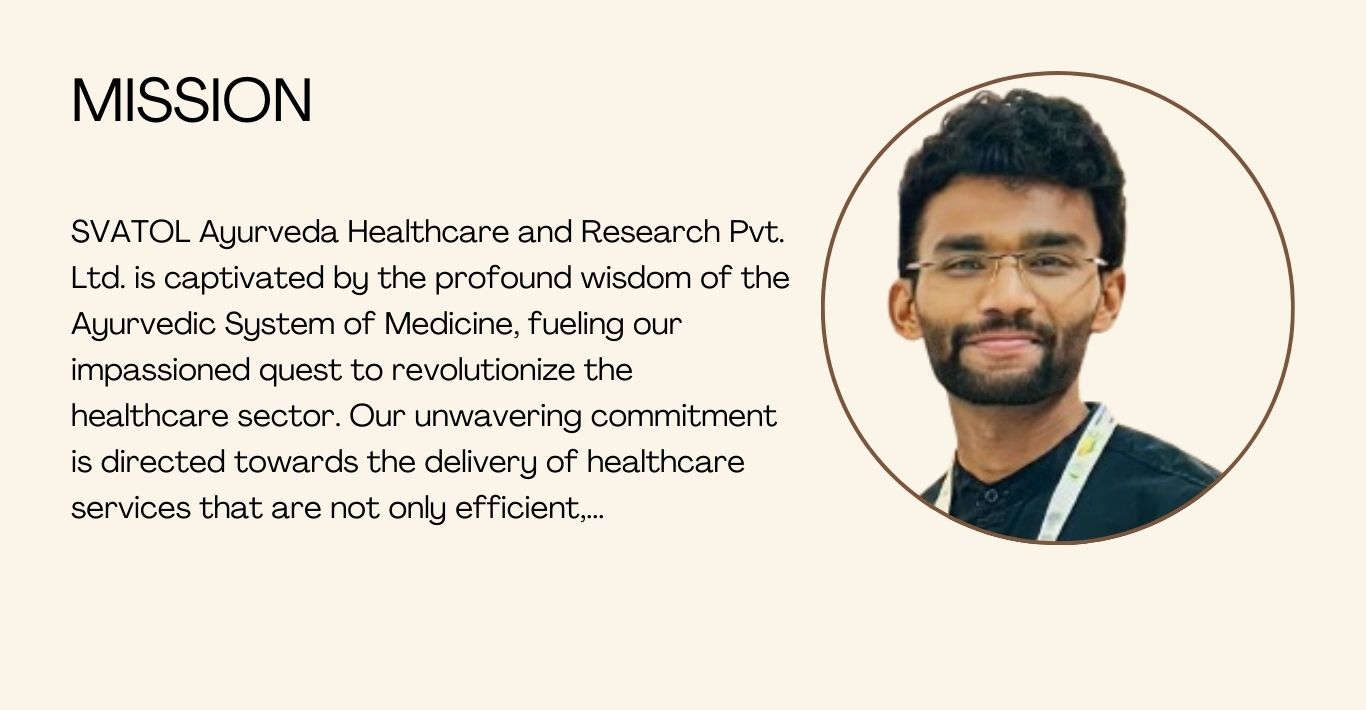 MISSION
SVATOL Ayurveda Healthcare and Research Pvt.
Ltd. is captivated by the profound wisdom of the
Ayurvedic System of Medicine, fueling our
impassioned quest to revolutionize the
healthcare sector. Our unwavering commitment
is directed towards the delivery of healthcare
services that are not only efficient,...